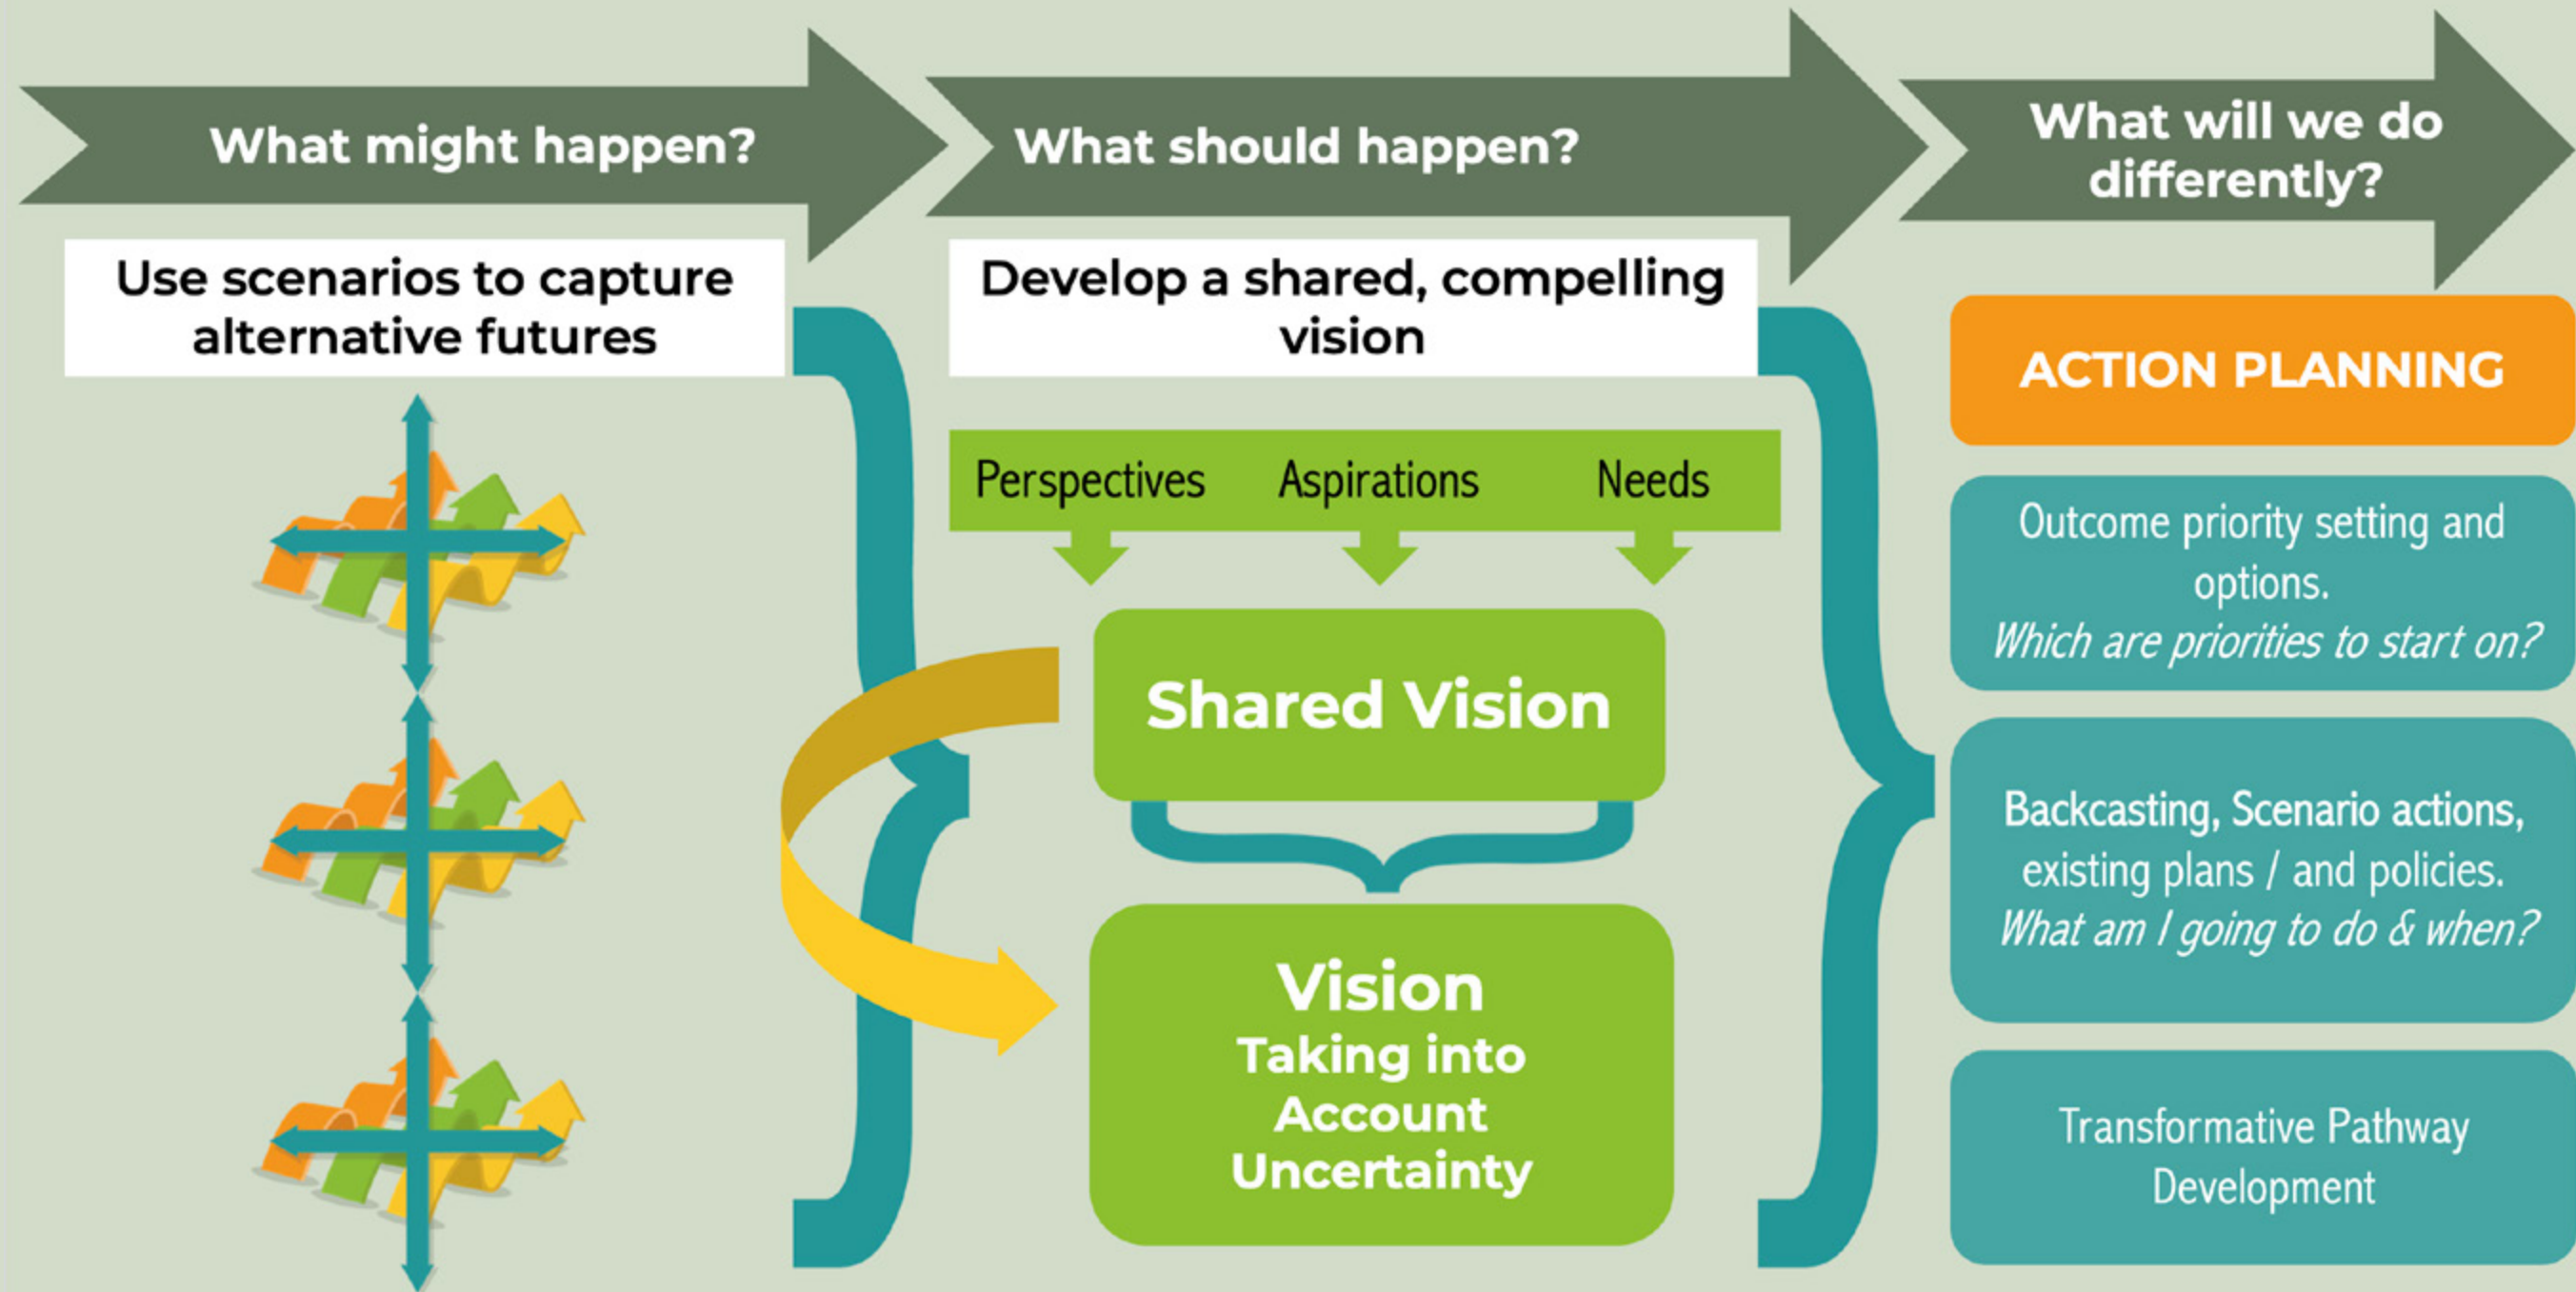 What might happen?
What should happen?
What will we do
differently?
Use scenarios to capture
alternative futures
Develop a shared, compelling
vision
Perspectives Aspirations Needs
Shared Vision
Vision
Taking into
Account
Uncertainty
ACTION PLANNING
Outcome priority setting and
options.
Which are priorities to start on?
Backcasting, Scenario actions,
existing plans / and policies.
What am I going to do & when?
Transformative Pathway
Development